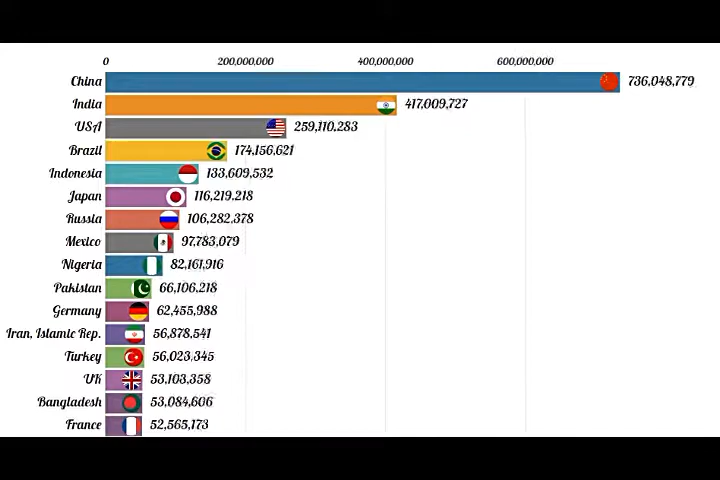 0 200,000,000 400,000,000 600,000,000
China 736,048,779
India 417,009,727
USA 259,110,283
Brazil 174,156,621
Indonesia 133,609,532
Japan 116,219,218
Russia 106,282,378
Mexico 97,783,079
Nigeria 82,161,916
Pakistan 66,106,218
Germany 62,455,988
Iran, Islamic Rep. 56,878,541
Turkey 56,023,345
UK 53,103,358
Bangladesh 53,084,606
France 52,565,173